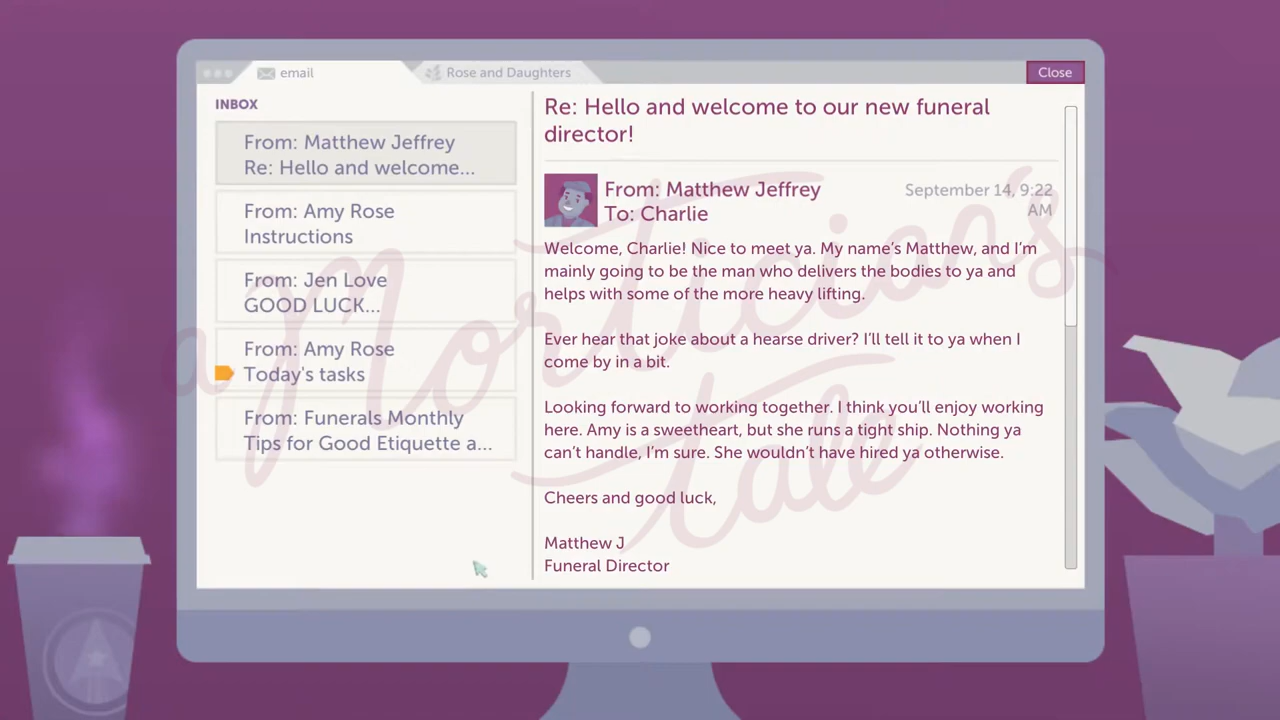 email
Rose and Daughters
Close
INBOX
From: Matthew Jeffrey
Re: Hello and welcome...
From: Amy Rose
Instructions
From: Jen Love
GOOD LUCK...
From: Amy Rose
Today's tasks
From: Funerals Monthly
Tips for Good Etiquette a...
Re: Hello and welcome to our new funeral
director!
From: Matthew Jeffrey
To: Charlie
September 14, 9:22
AM
Welcome, Charlie! Nice to meet ya. My name's Matthew, and I'm
mainly going to be the man who delivers the bodies to ya and
helps with some of the more heavy lifting.
Ever hear that joke about a hearse driver? I'll tell it to ya when I
come by in a bit.
Looking forward to working together. I think you'll enjoy working
here. Amy is a sweetheart, but she runs a tight ship. Nothing ya
can't handle, I'm sure. She wouldn't have hired ya otherwise.
Cheers and good luck,
Matthew J
Funeral Director
a Mortician's
tale